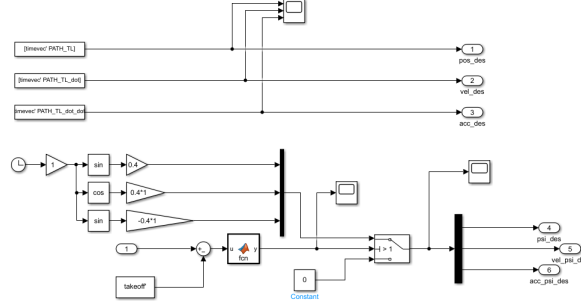 [timevec' PATH_TL]
1
pos_des
[timevec' PATH_TL_dot]
2
vel_des
timevec' PATH_TL_dot_dot
3
acc_des
1
sin
0.4
cos
0.4*1
sin
-0.4*1
1
+
-
u
fcn
y
> 1
4
psi_des
5
vel_psi_d
6
acc_psi_des
takeoff
0
Constant